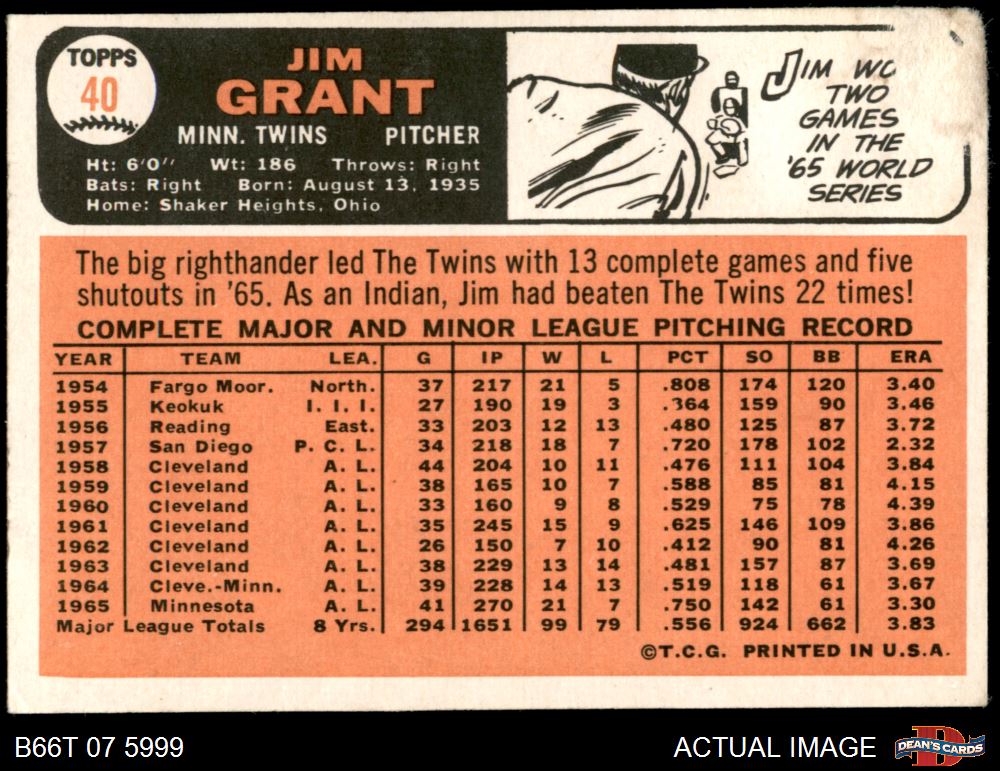 TOPPS
40
JIM
GRANT
MINN. TWINS PITCHER
Ht: 6'0" Wt: 186 Throws: Right
Bats: Right Born: August 13, 1935
Home: Shaker Heights, Ohio
JIM
TWO
GAMES
IN THE
'65 WORLD
SERIES
The big righthander led The Twins with 13 complete games and five
shutouts in '65. As an Indian, Jim had beaten The Twins 22 times!
COMPLETE MAJOR AND MINOR LEAGUE PITCHING RECORD
YEAR TEAM LEA. G IP W L PCT SO BB ERA
1954 Fargo Moor. North. 37 217 21 5 .808 174 120 3.40
1955 Keokuk I. I. I. 27 190 19 3 .364 159 90 3.46
1956 Reading East. 33 203 12 13 .480 125 87 3.72
1957 San Diego P. C. L. 34 218 18 7 .720 178 102 2.32
1958 Cleveland A. L. 44 204 10 11 .476 111 104 3.84
1959 Cleveland A. L. 38 165 10 7 .588 85 81 4.15
1960 Cleveland A. L. 33 160 9 8 .529 75 78 4.39
1961 Cleveland A. L. 35 245 15 9 .625 146 109 3.86
1962 Cleveland A. L. 26 150 7 10 .412 90 81 4.26
1963 Cleveland A. L. 38 229 13 14 .481 157 87 3.69
1964 Cleve.-Minn. A. L. 39 228 14 13 .519 118 61 3.67
1965 Minnesota A. L. 41 270 21 7 .750 142 61 3.30
Major League Totals 8 Yrs. 294 1651 99 79 .556 924 662 3.83
©T.C.G. PRINTED IN U.S.A.
B66T 07 5999 ACTUAL IMAGE DEAN'S CARDS